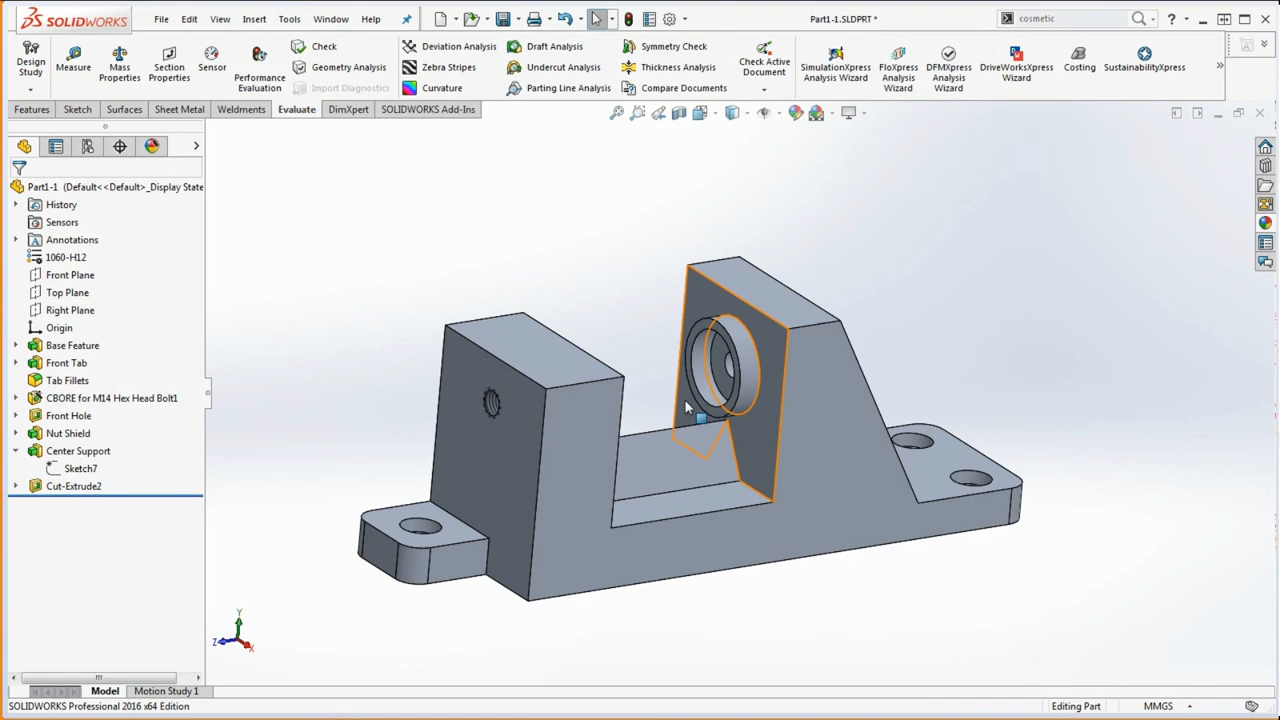 SOLIDWORKS
File Edit View Insert Tools Window Help
Part1-1.SLDPRT *
cosmetic
Design Study
Measure
Mass Properties
Section Properties
Sensor
Performance Evaluation
Check
Geometry Analysis
Import Diagnostics
Deviation Analysis
Zebra Stripes
Curvature
Draft Analysis
Undercut Analysis
Parting Line Analysis
Symmetry Check
Thickness Analysis
Compare Documents
Check Active Document
SimulationXpress Analysis Wizard
FloXpress Analysis Wizard
DFMXpress Analysis Wizard
DriveWorksXpress Wizard
Costing
SustainabilityXpress
Features Sketch Surfaces Sheet Metal Weldments Evaluate DimXpert SOLIDWORKS Add-Ins
Part1-1 (Default<<Default>_Display State
History
Sensors
Annotations
1060-H12
Front Plane
Top Plane
Right Plane
Origin
Base Feature
Front Tab
Tab Fillets
CBORE for M14 Hex Head Bolt1
Front Hole
Nut Shield
Center Support
Sketch7
Cut-Extrude2
Y
Z
X
Model Motion Study 1
SOLIDWORKS Professional 2016 x64 Edition
Editing Part
MMGS